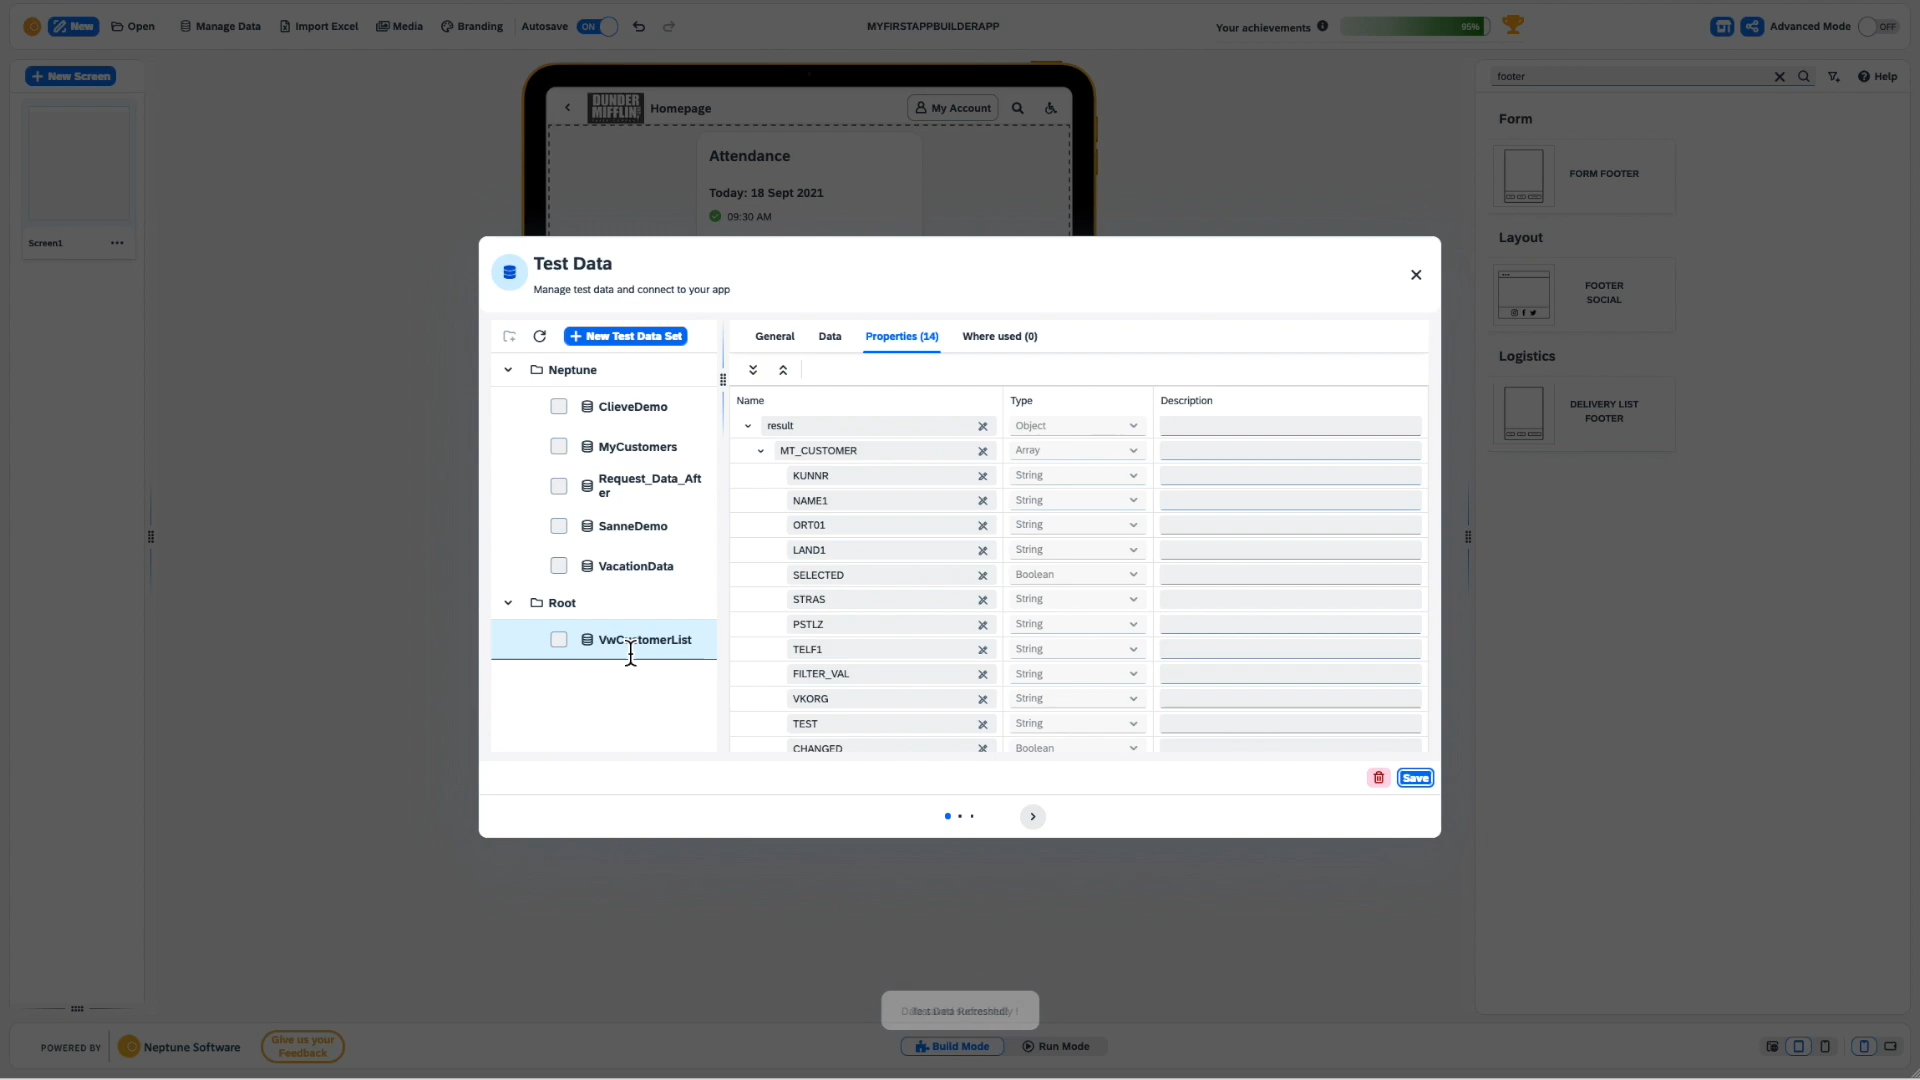 New
Open
Manage Data
Import Excel
Media
Branding
Autosave
ON
MYFIRSTAPPBUILDERAPP
Your achievements
95%
Advanced Mode
OFF
New Screen
Screen1
DUNDER
MIFFLIN
Homepage
My Account
Attendance
Today: 18 Sept 2021
09:30 AM
footer
Help
Form
FORM FOOTER
Layout
FOOTER
SOCIAL
Logistics
DELIVERY LIST
FOOTER
Test Data
Manage test data and connect to your app
New Test Data Set
Neptune
ClieveDemo
MyCustomers
Request_Data_Aft
er
SanneDemo
VacationData
Root
VwCustomerList
General
Data
Properties (14)
Where used (0)
Name
Type
Description
result
Object
MT_CUSTOMER
Array
KUNNR
String
NAME1
String
ORT01
String
LAND1
String
SELECTED
Boolean
STRAS
String
PSTLZ
String
TELF1
String
FILTER_VAL
String
VKORG
String
TEST
String
CHANGED
Boolean
Save
POWERED BY
Neptune Software
Give us your
Feedback
Build Mode
Run Mode